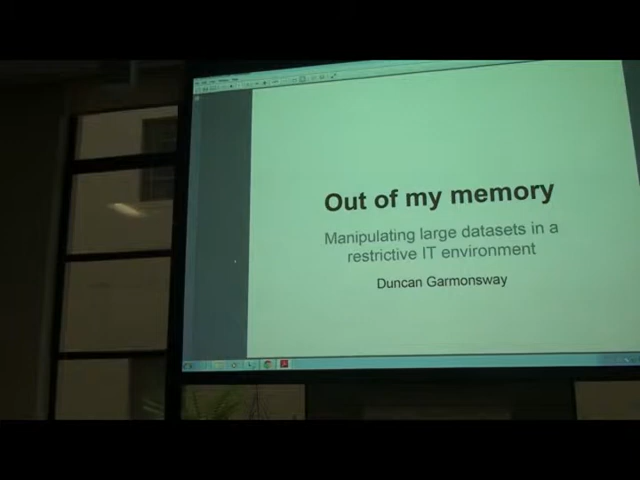 Out of my memory
Manipulating large datasets in a
restrictive IT environment
Duncan Garmonsway